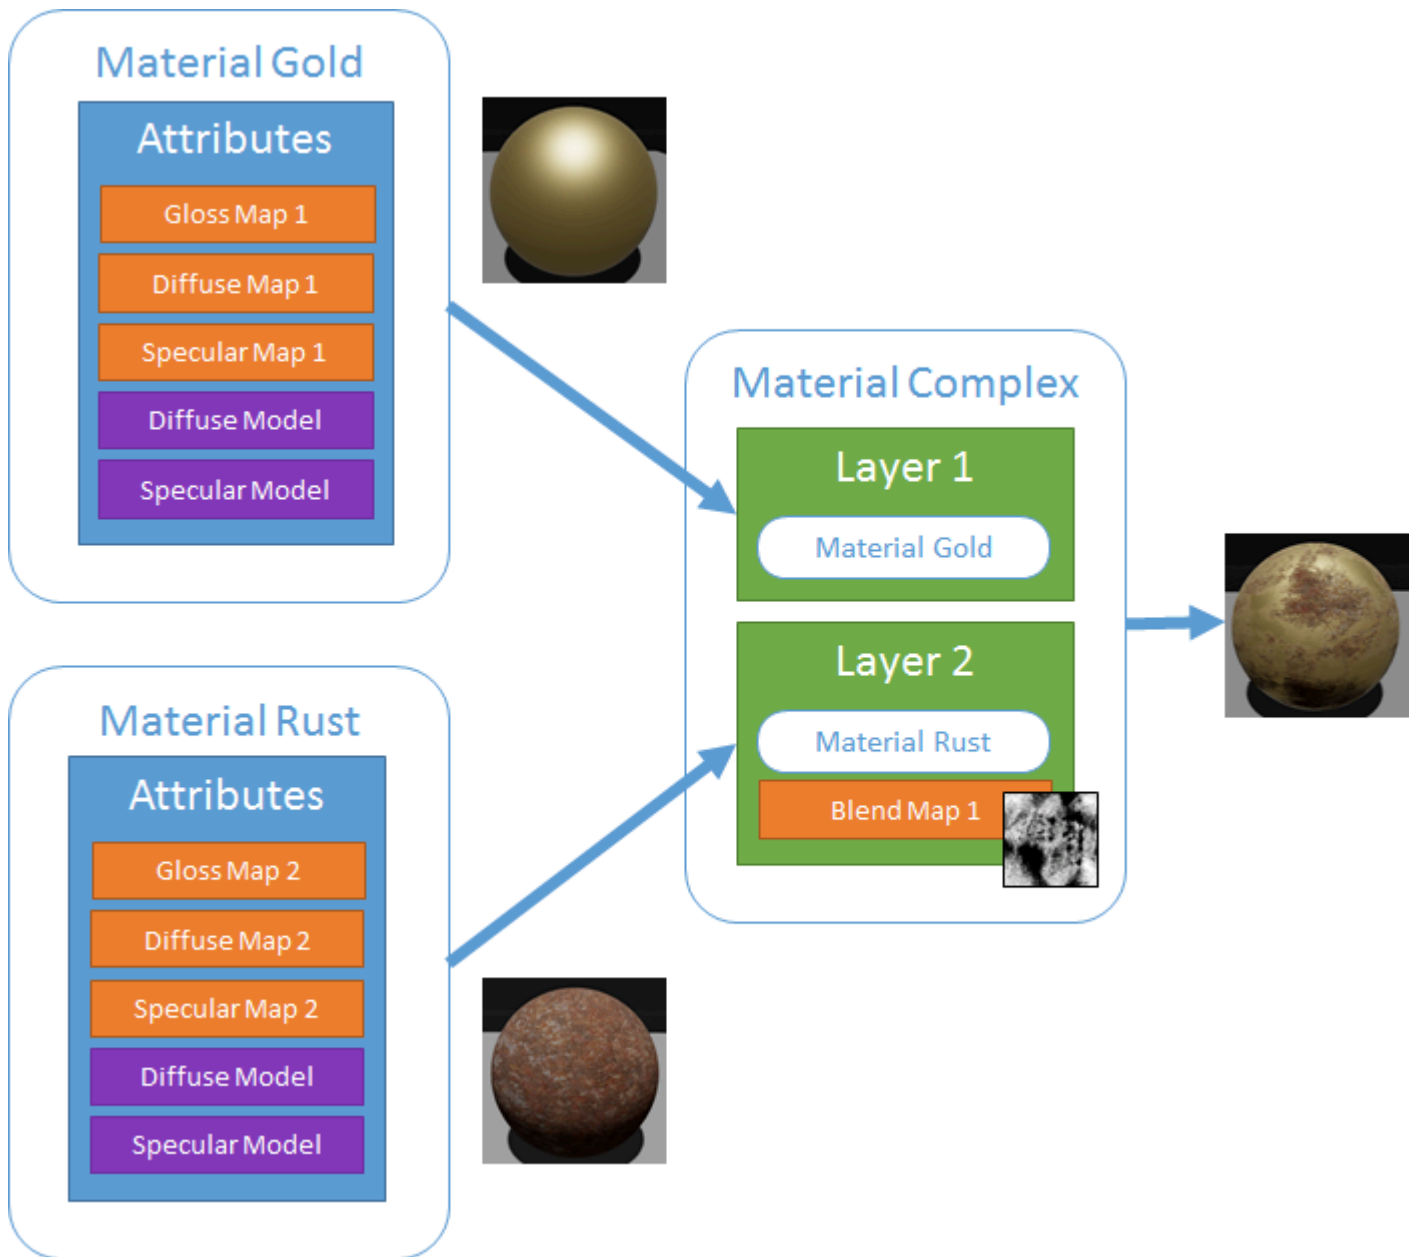 Material Gold
Attributes
Gloss Map 1
Diffuse Map 1
Specular Map 1
Diffuse Model
Specular Model
Material Complex
Layer 1
Material Gold
Layer 2
Material Rust
Blend Map 1
Material Rust
Attributes
Gloss Map 2
Diffuse Map 2
Specular Map 2
Diffuse Model
Specular Model